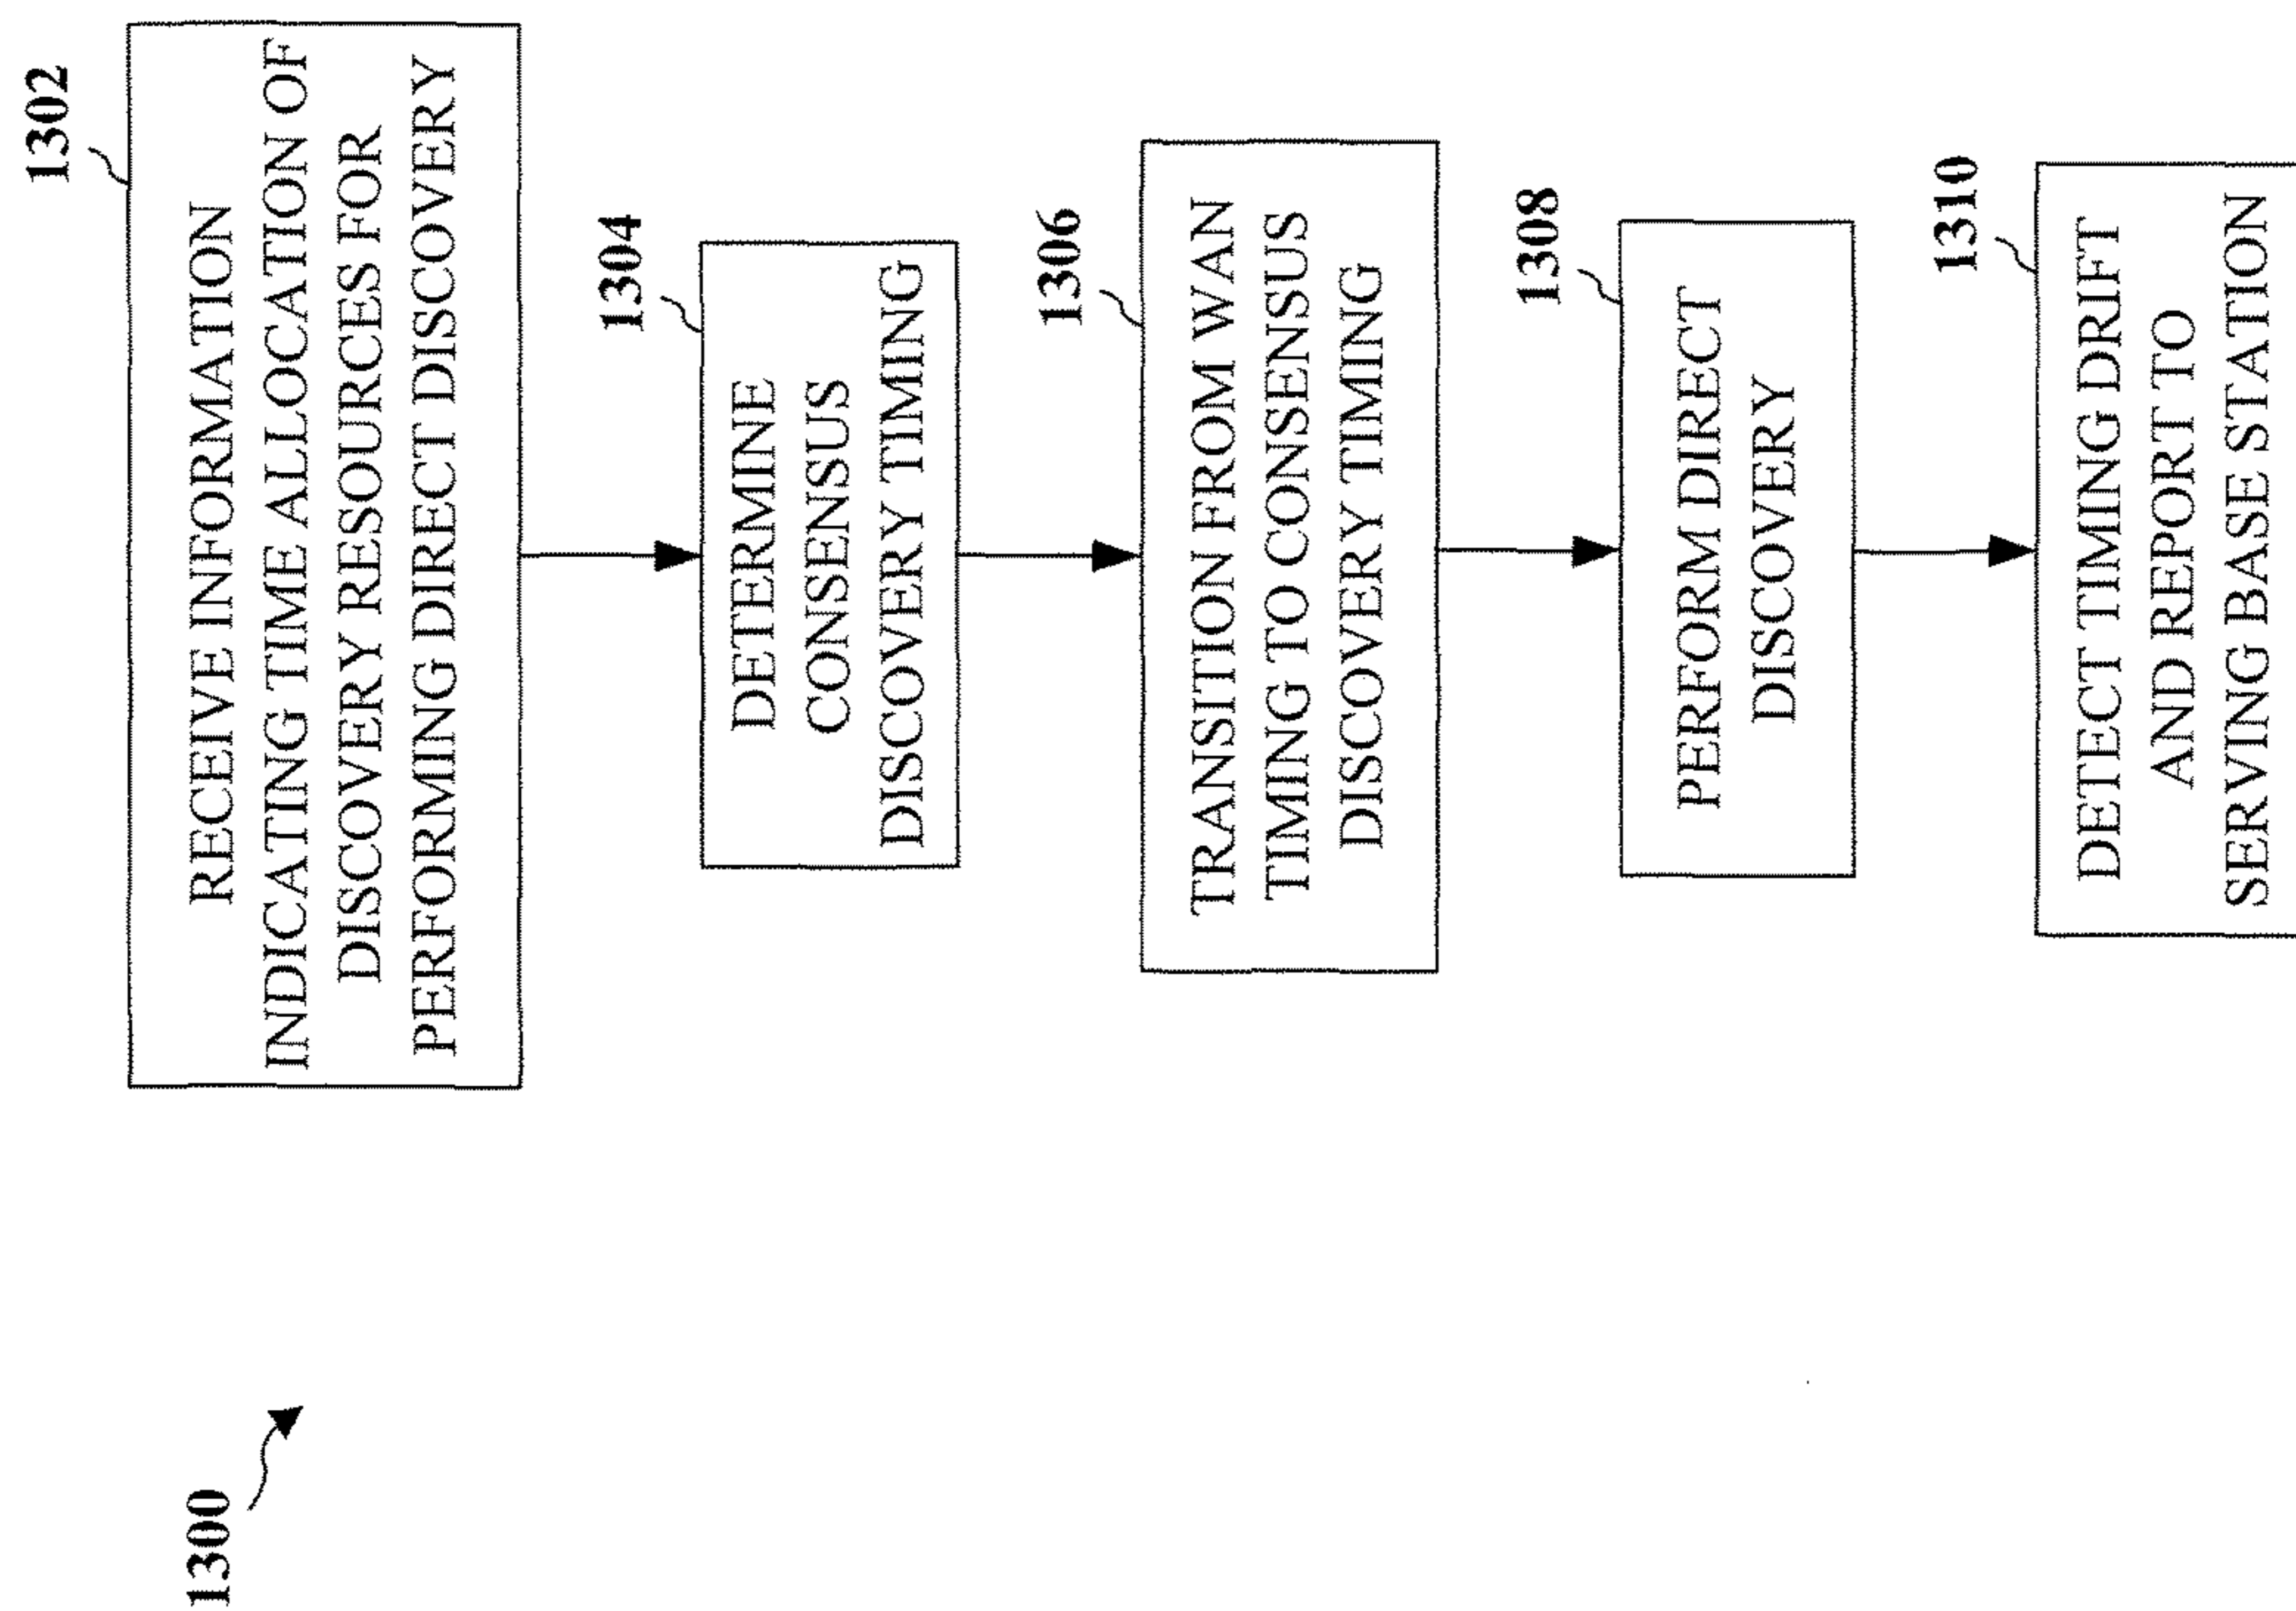 1300
1302
RECEIVE INFORMATION
INDICATING TIME ALLOCATION OF
DISCOVERY RESOURCES FOR
PERFORMING DIRECT DISCOVERY
1304
DETERMINE
CONSENSUS
DISCOVERY TIMING
1306
TRANSITION FROM WAN
TIMING TO CONSENSUS
DISCOVERY TIMING
1308
PERFORM DIRECT
DISCOVERY
1310
DETECT TIMING DRIFT
AND REPORT TO
SERVING BASE STATION